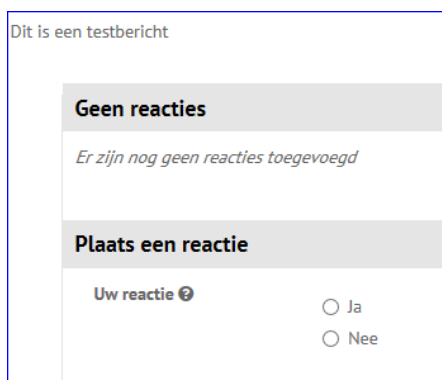 Dit is een testbericht
Geen reacties
Er zijn nog geen reacties toegevoegd
Plaats een reactie
Uw reactie ?
Ja
Nee